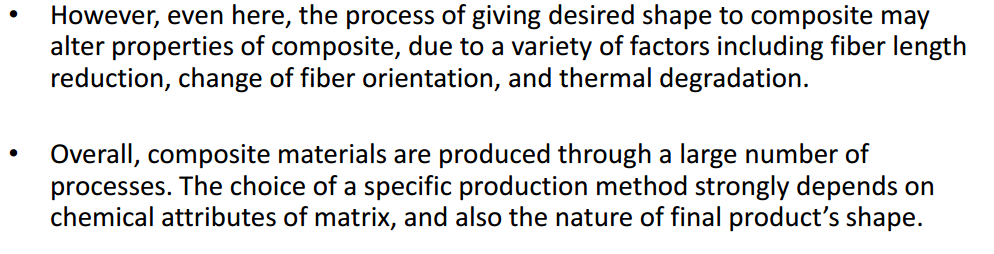 • However, even here, the process of giving desired shape to composite may
alter properties of composite, due to a variety of factors including fiber length
reduction, change of fiber orientation, and thermal degradation.
• Overall, composite materials are produced through a large number of
processes. The choice of a specific production method strongly depends on
chemical attributes of matrix, and also the nature of final product’s shape.